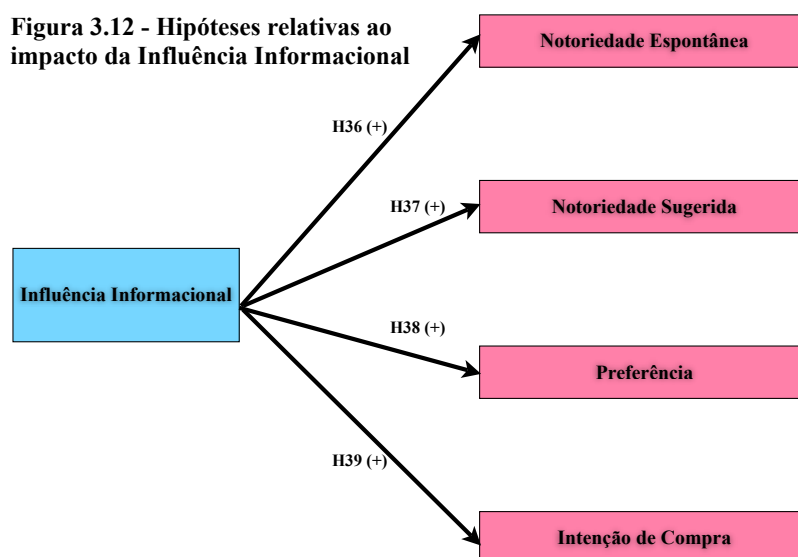 Figura 3.12 - Hipóteses relativas ao
impacto da Influência Informacional
Notoriedade Espontânea
H36 (+)
H37 (+)
Notoriedade Sugerida
Influência Informacional
H38 (+)
Preferência
H39 (+)
Intenção de Compra